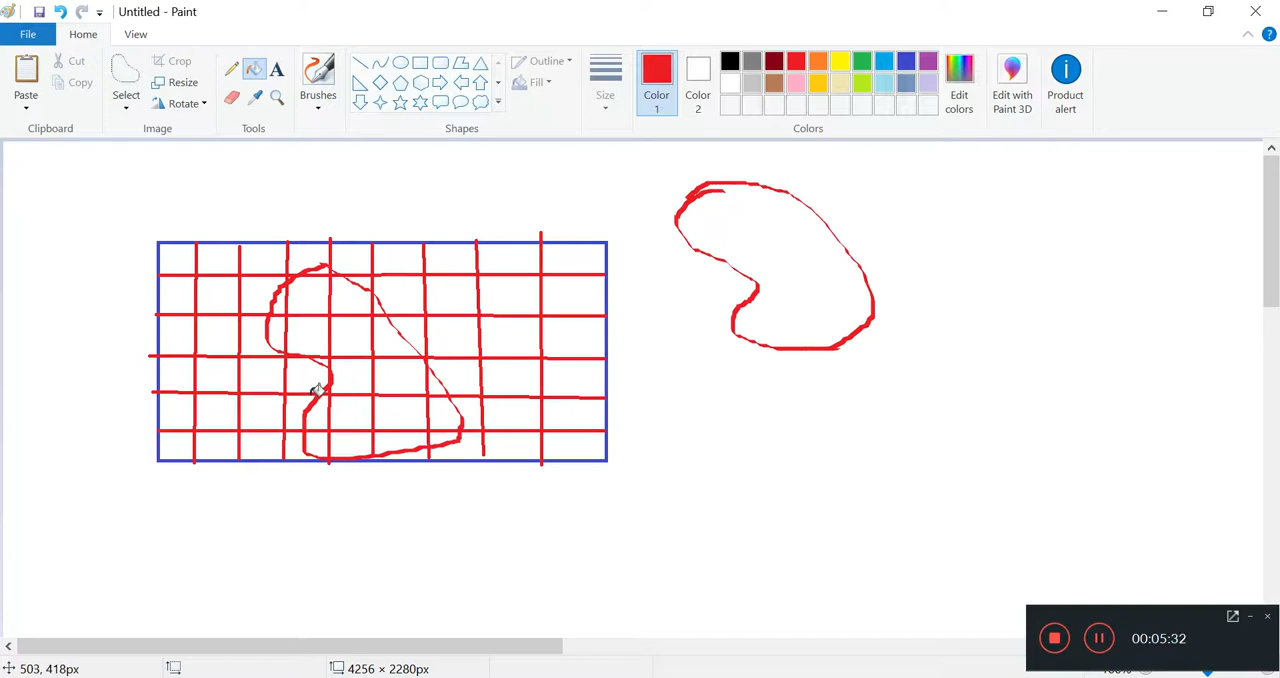 Untitled - Paint
File Home View
Paste
Cut
Copy
Clipboard
Select
Crop
Resize
Rotate
Image
A
Tools
Brushes
Shapes
Outline
Fill
Size
Color 1
Color 2
Edit colors
Colors
Edit with Paint 3D
Product alert
00:05:32
503, 418px
4256 × 2280px